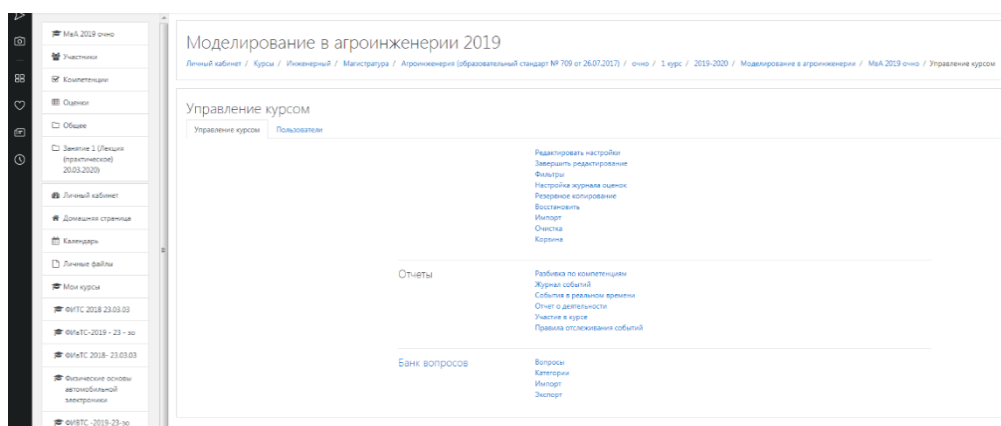 МвА 2019 очно
Участники
Компетенции
Оценки
Общее
Занятие 1 (Лекция
(практическое)
20.03.2020)
Личный кабинет
Домашняя страница
Календарь
Личные файлы
Мои курсы
ФИТС 2018 23.03.03
ФИвТС-2019 - 23 - зо
ФИвТС 2018- 23.03.03
Физические основы
автомобильной
электроники
ФИВТС -2019-23-зо
Моделирование в агроинженерии 2019
Личный кабинет / Курсы / Инженерный / Магистратура / Агроинженерия (образовательный стандарт № 709 от 26.07.2017) / очно / 1 курс / 2019-2020 / Моделирование в агроинженерии / МвА 2019 очно / Управление курсом
Управление курсом
Управление курсом Пользователи
Редактировать настройки
Завершить редактирование
Фильтры
Настройка журнала оценок
Резервное копирование
Восстановить
Импорт
Очистка
Корзина
Отчеты
Разбивка по компетенциям
Журнал событий
События в реальном времени
Отчет о деятельности
Участие в курсе
Правила отслеживания событий
Банк вопросов
Вопросы
Категории
Импорт
Экспорт